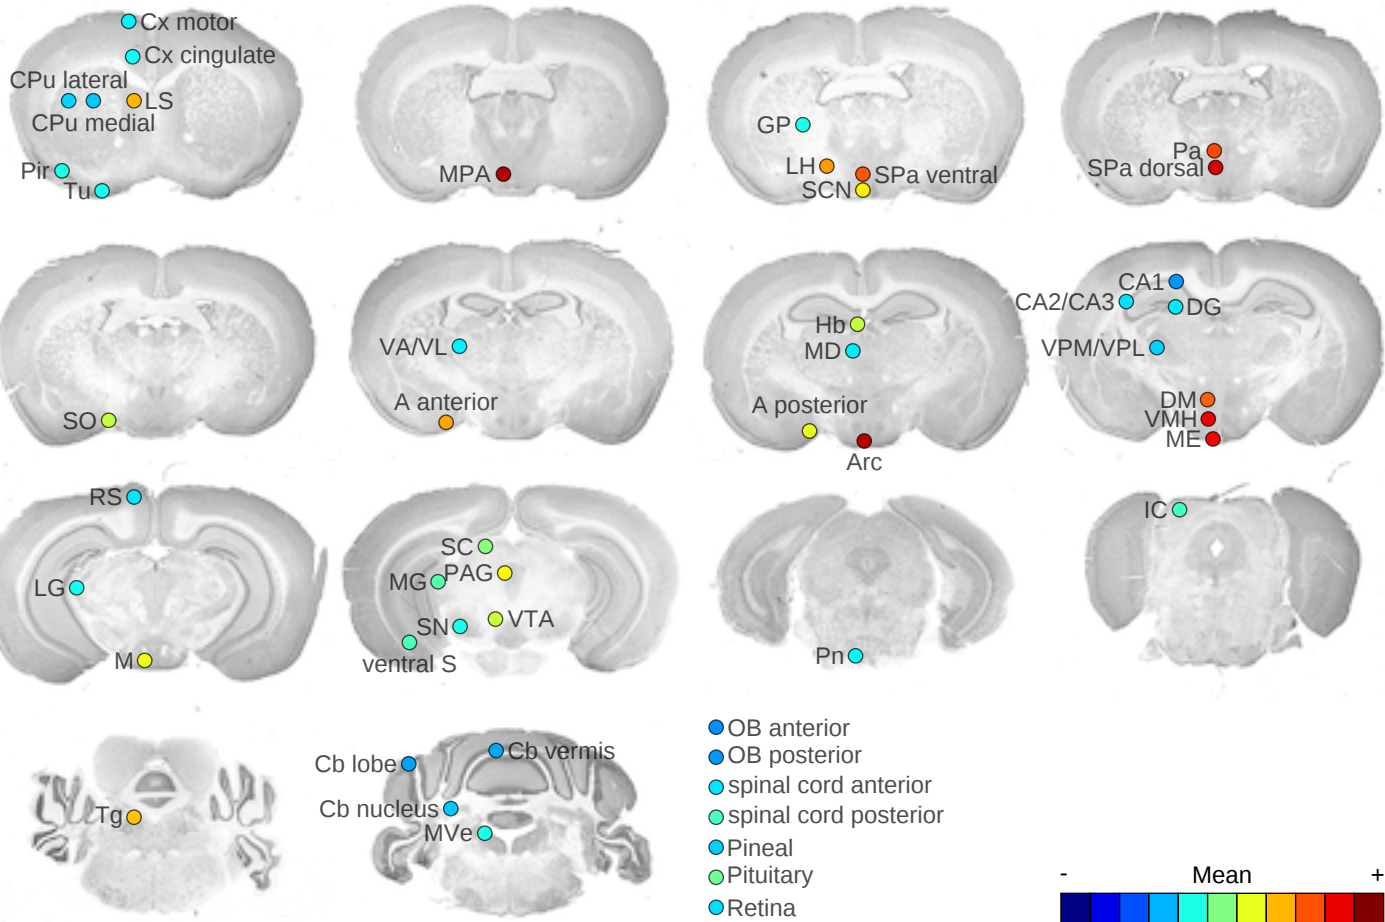 Cx motor
Cx cingulate
CPu lateral
LS
CPu medial
Pir
Tu
MPA
GP
LH
SPa ventral
SCN
Pa
SPa dorsal
SO
VA/VL
A anterior
Hb
MD
A posterior
Arc
CA1
CA2/CA3
DG
VPM/VPL
DM
VMH
ME
RS
LG
M
SC
MG
PAG
SN
VTA
ventral S
Pn
IC
Tg
Cb lobe
Cb vermis
Cb nucleus
MVe
OB anterior
OB posterior
spinal cord anterior
spinal cord posterior
Pineal
Pituitary
Retina
- Mean +